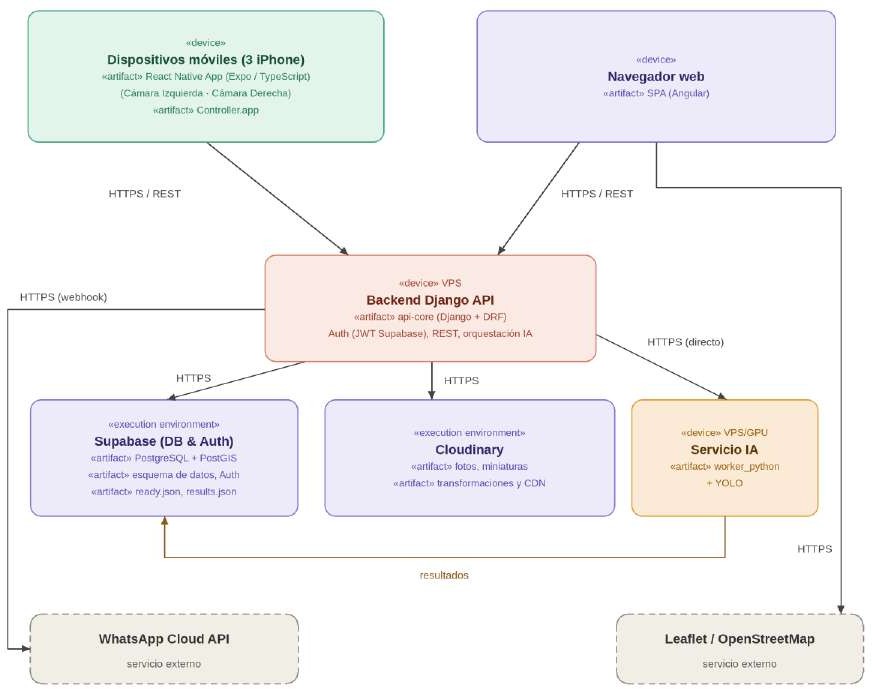 «device»
Dispositivos móviles (3 iPhone)
«artifact» React Native App (Expo / TypeScript)
(Cámara Izquierda - Cámara Derecha)
«artifact» Controller.app
«device»
Navegador web
«artifact» SPA (Angular)
HTTPS / REST
HTTPS / REST
«device» VPS
Backend Django API
«artifact» api-core (Django + DRF)
Auth (JWT Supabase), REST, orquestación IA
HTTPS (webhook)
HTTPS (directo)
HTTPS
HTTPS
«execution environment»
Supabase (DB & Auth)
«artifact» PostgreSQL + PostGIS
«artifact» esquema de datos, Auth
«artifact» ready.json, results.json
«execution environment»
Cloudinary
«artifact» fotos, miniaturas
«artifact» transformaciones y CDN
«device» VPS/GPU
Servicio IA
«artifact» worker_python
+ YOLO
HTTPS
resultados
WhatsApp Cloud API
servicio externo
Leaflet / OpenStreetMap
servicio externo